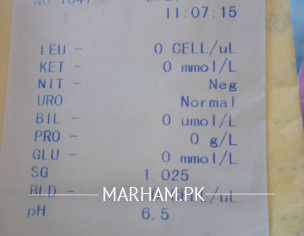 11:07:15
LEU - 0 CELL/uL
KET - 0 mmol/L
NIT - Neg
URO Normal
BIL - 0 umol/L
PRO - 0 g/L
GLU - 0 mmol/L
SG 1.025
BLD /uL
MARHAM.PK
pH 6.5